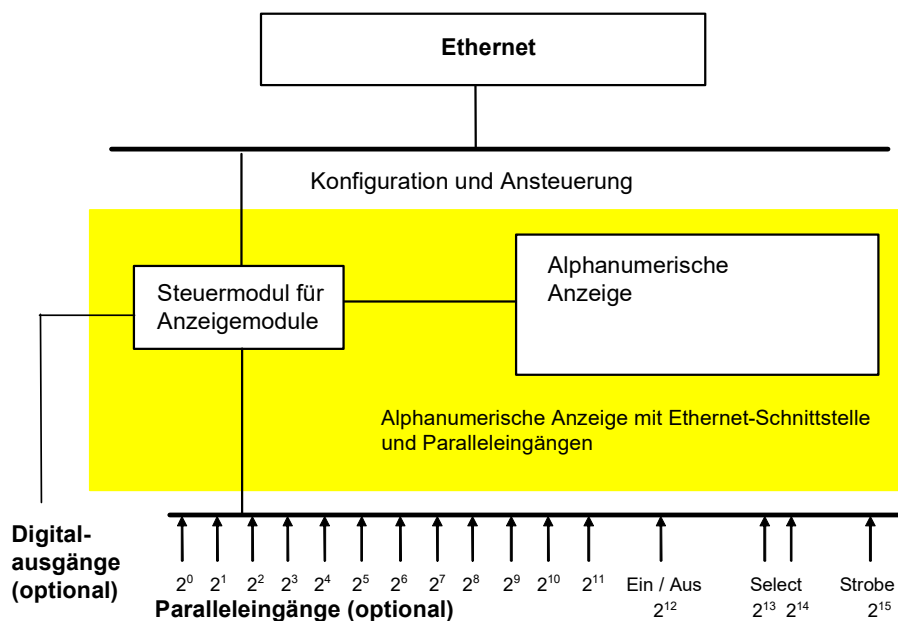 Ethernet
Konfiguration und Ansteuerung
Steuermodul für
Anzeigemodule
Alphanumerische
Anzeige
Alphanumerische Anzeige mit Ethernet-Schnittstelle
und Paralleleingängen
Digital-
ausgänge
(optional)
2⁰ 2¹ 2² 2³ 2⁴ 2⁵ 2⁶ 2⁷ 2⁸ 2⁹ 2¹⁰ 2¹¹ Ein / Aus Select Strobe
Paralleleingänge (optional) 2¹² 2¹³ 2¹⁴ 2¹⁵